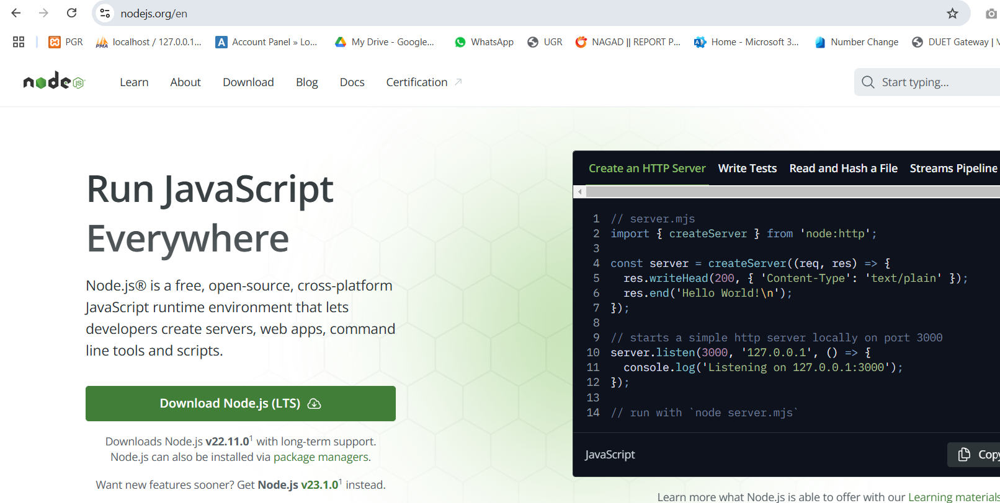 nodejs.org/en
PGR localhost / 127.0.0.1... Account Panel » Lo... My Drive - Google... WhatsApp UGR NAGAD || REPORT P... Home - Microsoft 3... Number Change DUET Gateway |
node JS Learn About Download Blog Docs Certification Start typing...
Run JavaScript
Everywhere
Node.js® is a free, open-source, cross-platform
JavaScript runtime environment that lets
developers create servers, web apps, command
line tools and scripts.
Download Node.js (LTS)
Downloads Node.js v22.11.0¹ with long-term support.
Node.js can also be installed via package managers.
Want new features sooner? Get Node.js v23.1.0¹ instead.
Create an HTTP Server Write Tests Read and Hash a File Streams Pipeline
1 // server.mjs
2 import { createServer } from 'node:http';
3
4 const server = createServer((req, res) => {
5 res.writeHead(200, { 'Content-Type': 'text/plain' });
6 res.end('Hello World!\n');
7 });
8
9 // starts a simple http server locally on port 3000
10 server.listen(3000, '127.0.0.1', () => {
11 console.log('Listening on 127.0.0.1:3000');
12 });
13
14 // run with `node server.mjs`
JavaScript Copy
Learn more what Node.js is able to offer with our Learning materials